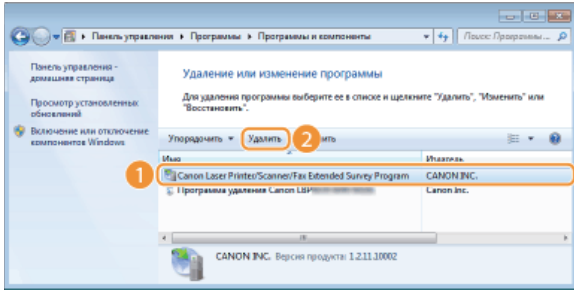 Панель управления ▸ Программы ▸ Программы и компоненты
Поиск: Программы...
Панель управления - домашняя страница
Просмотр установленных обновлений
Включение или отключение компонентов Windows
Удаление или изменение программы
Для удаления программы выберите ее в списке и щелкните "Удалить", "Изменить" или
"Восстановить".
Упорядочить Удалить 2 ить
Имя Издатель
1 Canon Laser Printer/Scanner/Fax Extended Survey Program CANON INC.
Программа удаления Canon LBP Canon Inc.
CANON INC. Версия продукта: 1.2.11.10002